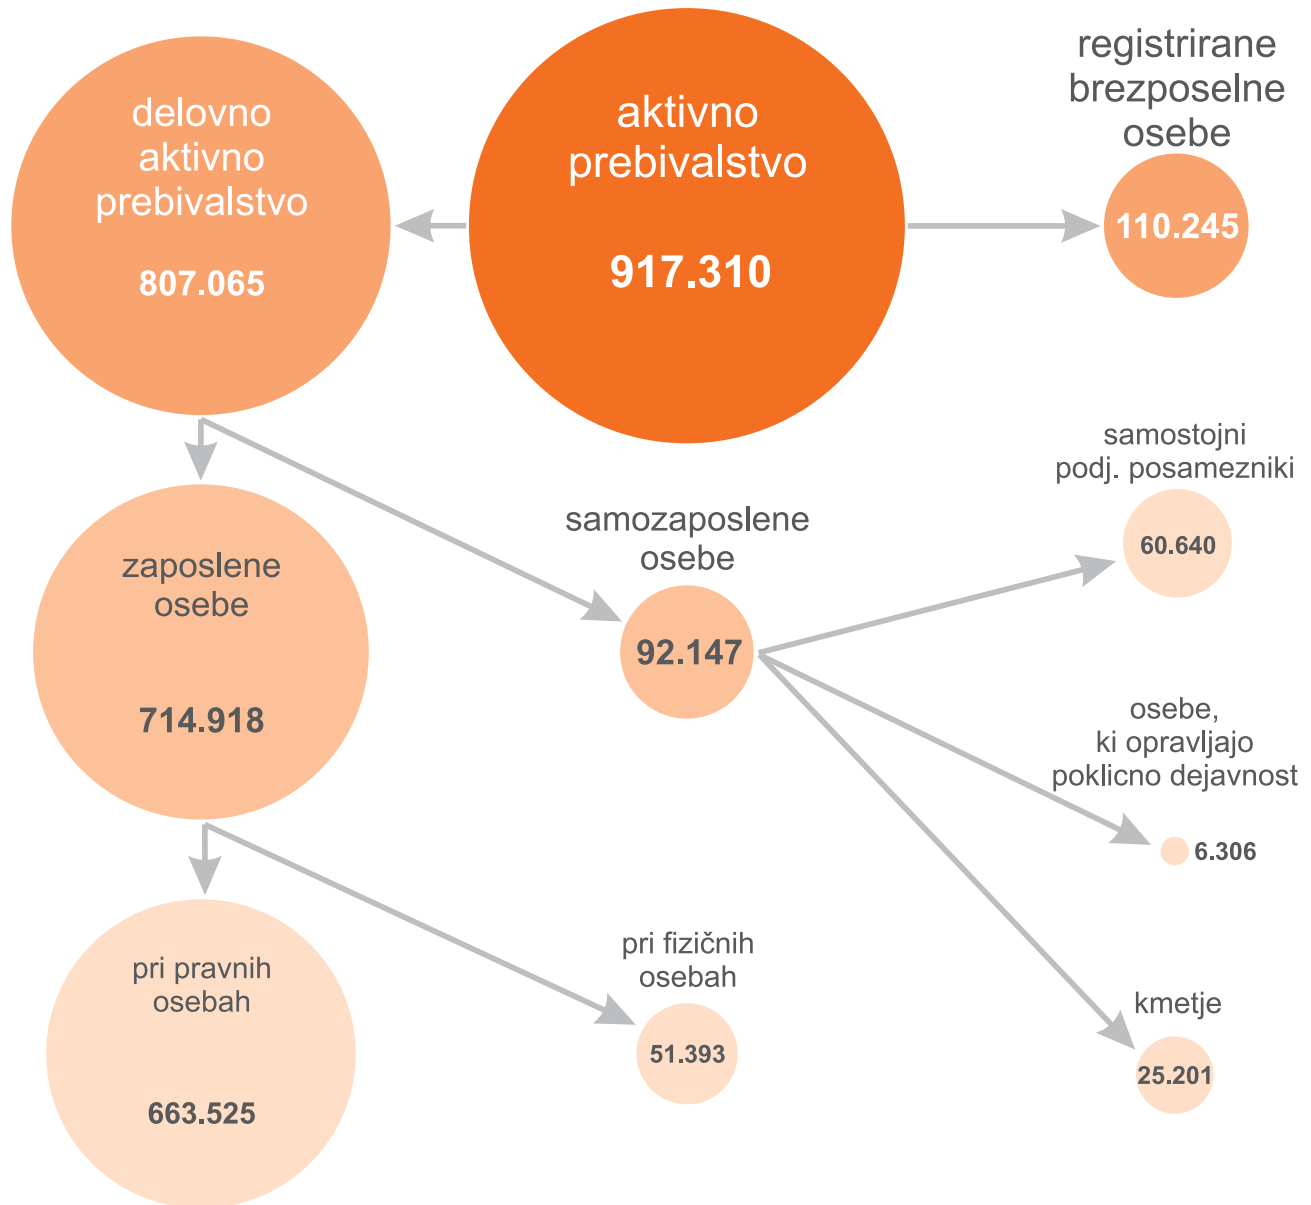 delovno
aktivno
prebivalstvo
807.065
aktivno
prebivalstvo
917.310
registrirane
brezposelne
osebe
110.245
zaposlene
osebe
714.918
samozaposlene
osebe
92.147
samostojni
podj. posamezniki
60.640
osebe,
ki opravljajo
poklicno dejavnost
6.306
pri pravnih
osebah
663.525
pri fizičnih
osebah
51.393
kmetje
25.201